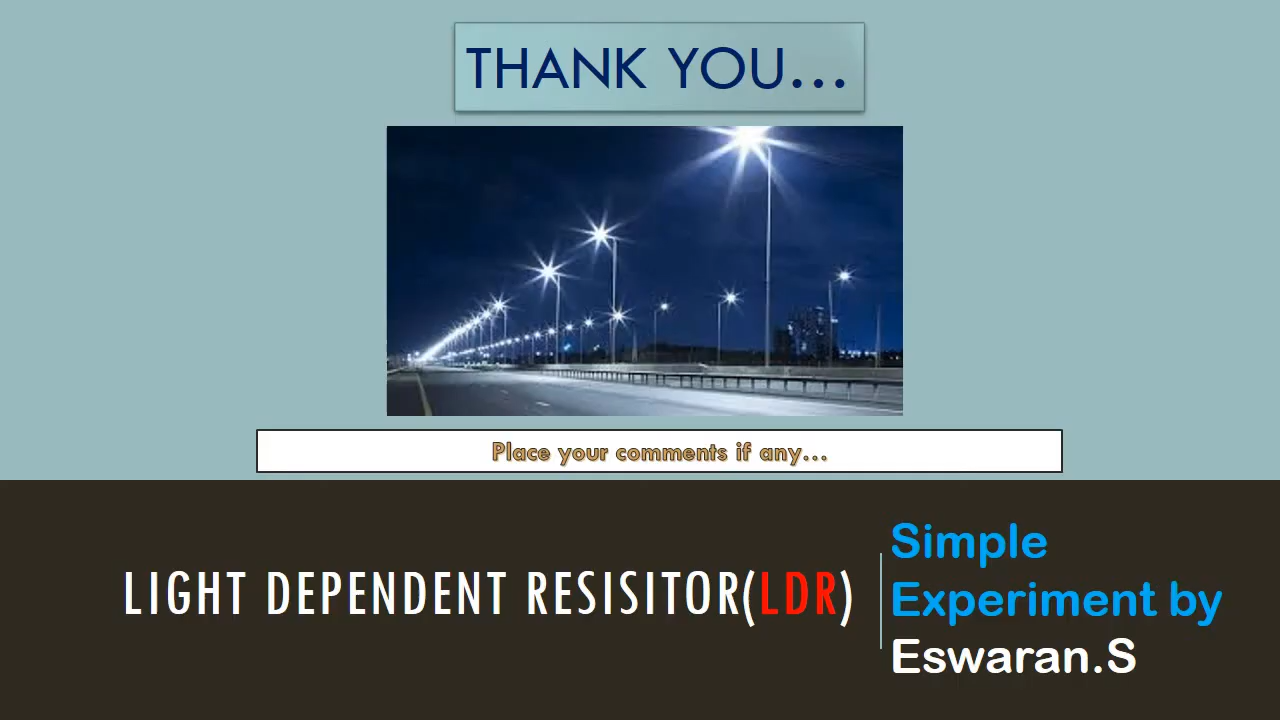 THANK YOU...
Place your comments if any...
LIGHT DEPENDENT RESISITOR(LDR)
Simple
Experiment by
Eswaran.S